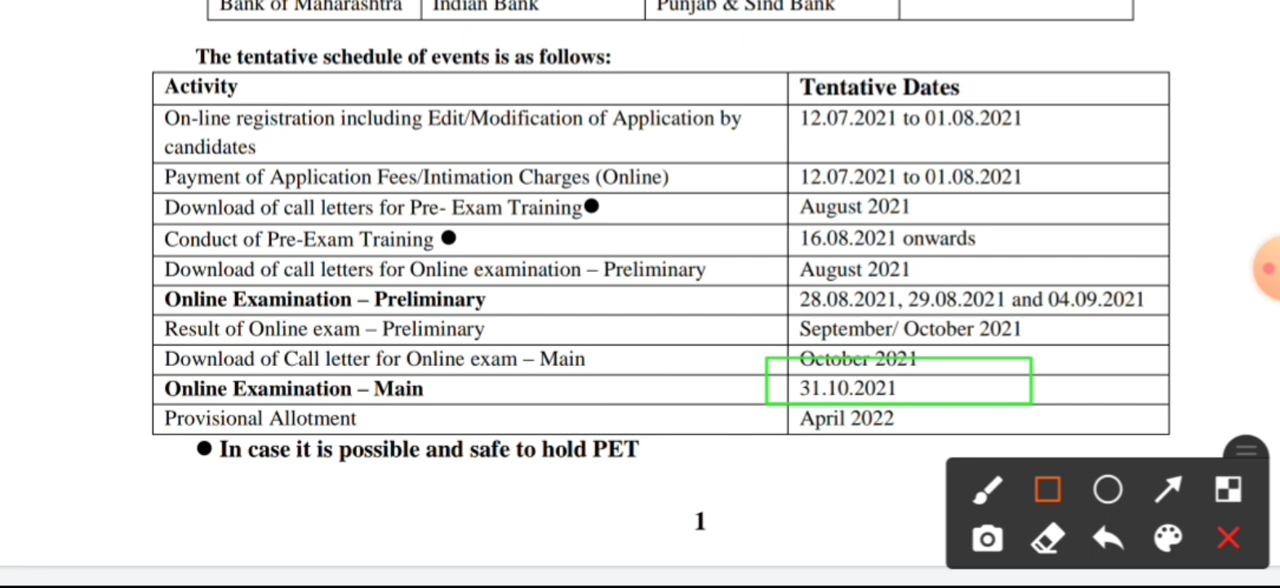 Bank of Maharashtra Indian Bank Punjab & Sind Bank
The tentative schedule of events is as follows:
Activity Tentative Dates
On-line registration including Edit/Modification of Application by 12.07.2021 to 01.08.2021
candidates
Payment of Application Fees/Intimation Charges (Online) 12.07.2021 to 01.08.2021
Download of call letters for Pre- Exam Training● August 2021
Conduct of Pre-Exam Training ● 16.08.2021 onwards
Download of call letters for Online examination – Preliminary August 2021
Online Examination – Preliminary 28.08.2021, 29.08.2021 and 04.09.2021
Result of Online exam – Preliminary September/ October 2021
Download of Call letter for Online exam – Main October 2021
Online Examination – Main 31.10.2021
Provisional Allotment April 2022
● In case it is possible and safe to hold PET
1